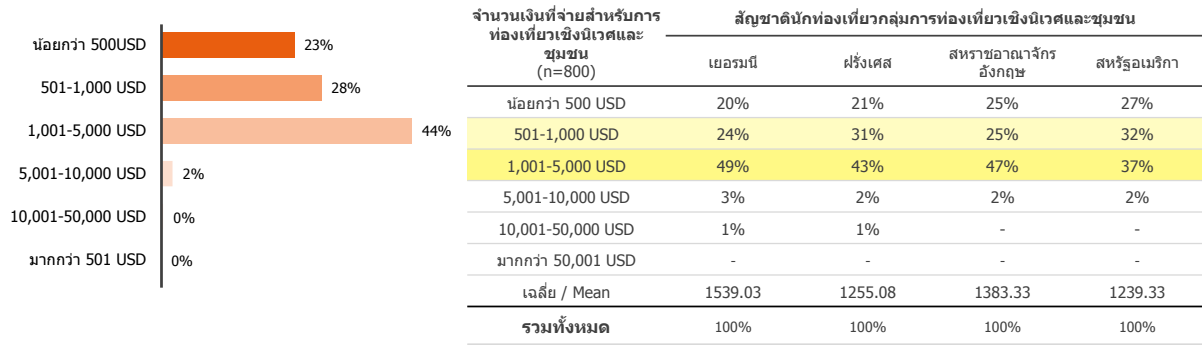 น้อยกว่า 500USD 23%
501-1,000 USD 28%
1,001-5,000 USD 44%
5,001-10,000 USD 2%
10,001-50,000 USD 0%
มากกว่า 501 USD 0%
จำนวนเงินที่จ่ายสำหรับการ
ท่องเที่ยวเชิงนิเวศและ
ชุมชน
(n=800)
สัญชาตินักท่องเที่ยวกลุ่มการท่องเที่ยวเชิงนิเวศและชุมชน
เยอรมนี ฝรั่งเศส สหราชอาณาจักร สหรัฐอเมริกา
อังกฤษ
น้อยกว่า 500 USD 20% 21% 25% 27%
501-1,000 USD 24% 31% 25% 32%
1,001-5,000 USD 49% 43% 47% 37%
5,001-10,000 USD 3% 2% 2% 2%
10,001-50,000 USD 1% 1% - -
มากกว่า 50,001 USD - - - -
เฉลี่ย / Mean 1539.03 1255.08 1383.33 1239.33
รวมทั้งหมด 100% 100% 100% 100%